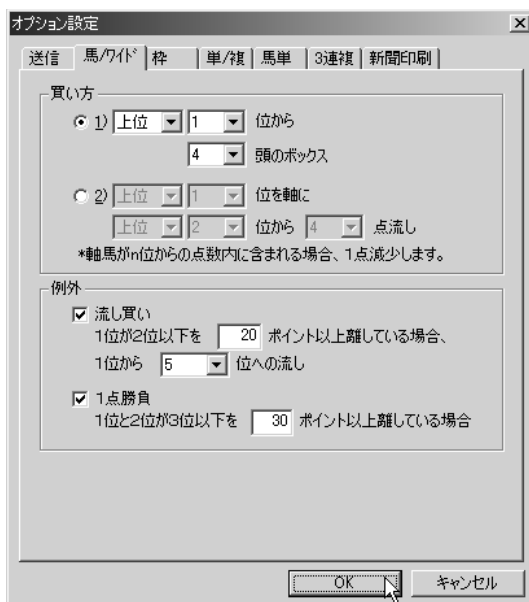 オプション設定
送信 馬/ワイド 枠 単/複 馬単 3連複 新聞印刷
買い方
1) 上位 1 位から
4 頭のボックス
2) 上位 1 位を軸に
上位 2 位から 4 点流し
*軸馬がn位からの点数内に含まれる場合、1点減少します。
例外
流し買い
1位が2位以下を 20 ポイント以上離している場合、
1位から 5 位への流し
1点勝負
1位と2位が3位以下を 30 ポイント以上離している場合
OK キャンセル